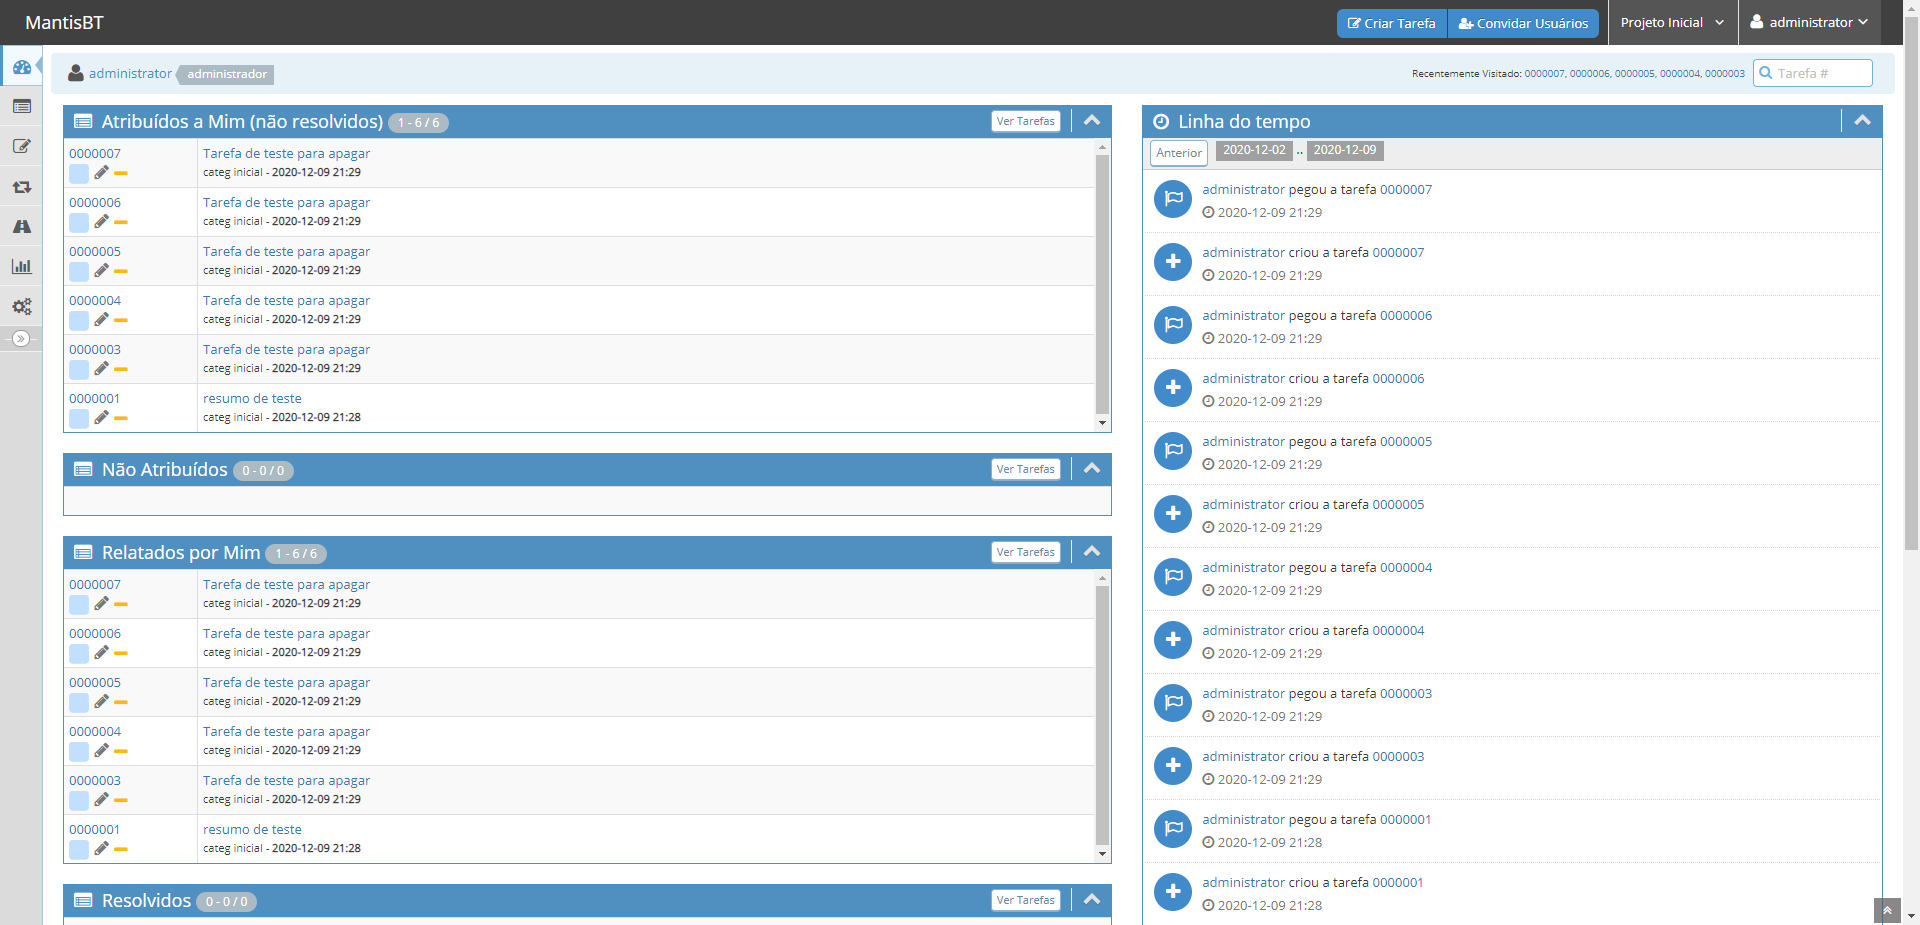 MantisBT
Criar Tarefa
Convidar Usuários
Projeto Inicial
administrator
administrator administrador
Recentemente Visitado: 0000007, 0000006, 0000005, 0000004, 0000003
Tarefa #
Atribuídos a Mim (não resolvidos) 1 - 6 / 6
Ver Tarefas
0000007 Tarefa de teste para apagar
categ inicial - 2020-12-09 21:29
0000006 Tarefa de teste para apagar
categ inicial - 2020-12-09 21:29
0000005 Tarefa de teste para apagar
categ inicial - 2020-12-09 21:29
0000004 Tarefa de teste para apagar
categ inicial - 2020-12-09 21:29
0000003 Tarefa de teste para apagar
categ inicial - 2020-12-09 21:29
0000001 resumo de teste
categ inicial - 2020-12-09 21:28
Não Atribuídos 0 - 0 / 0
Ver Tarefas
Relatados por Mim 1 - 6 / 6
Ver Tarefas
0000007 Tarefa de teste para apagar
categ inicial - 2020-12-09 21:29
0000006 Tarefa de teste para apagar
categ inicial - 2020-12-09 21:29
0000005 Tarefa de teste para apagar
categ inicial - 2020-12-09 21:29
0000004 Tarefa de teste para apagar
categ inicial - 2020-12-09 21:29
0000003 Tarefa de teste para apagar
categ inicial - 2020-12-09 21:29
0000001 resumo de teste
categ inicial - 2020-12-09 21:28
Resolvidos 0 - 0 / 0
Ver Tarefas
Linha do tempo
Anterior 2020-12-02 .. 2020-12-09
administrator pegou a tarefa 0000007
2020-12-09 21:29
administrator criou a tarefa 0000007
2020-12-09 21:29
administrator pegou a tarefa 0000006
2020-12-09 21:29
administrator criou a tarefa 0000006
2020-12-09 21:29
administrator pegou a tarefa 0000005
2020-12-09 21:29
administrator criou a tarefa 0000005
2020-12-09 21:29
administrator pegou a tarefa 0000004
2020-12-09 21:29
administrator criou a tarefa 0000004
2020-12-09 21:29
administrator pegou a tarefa 0000003
2020-12-09 21:29
administrator criou a tarefa 0000003
2020-12-09 21:29
administrator pegou a tarefa 0000001
2020-12-09 21:28
administrator criou a tarefa 0000001
2020-12-09 21:28